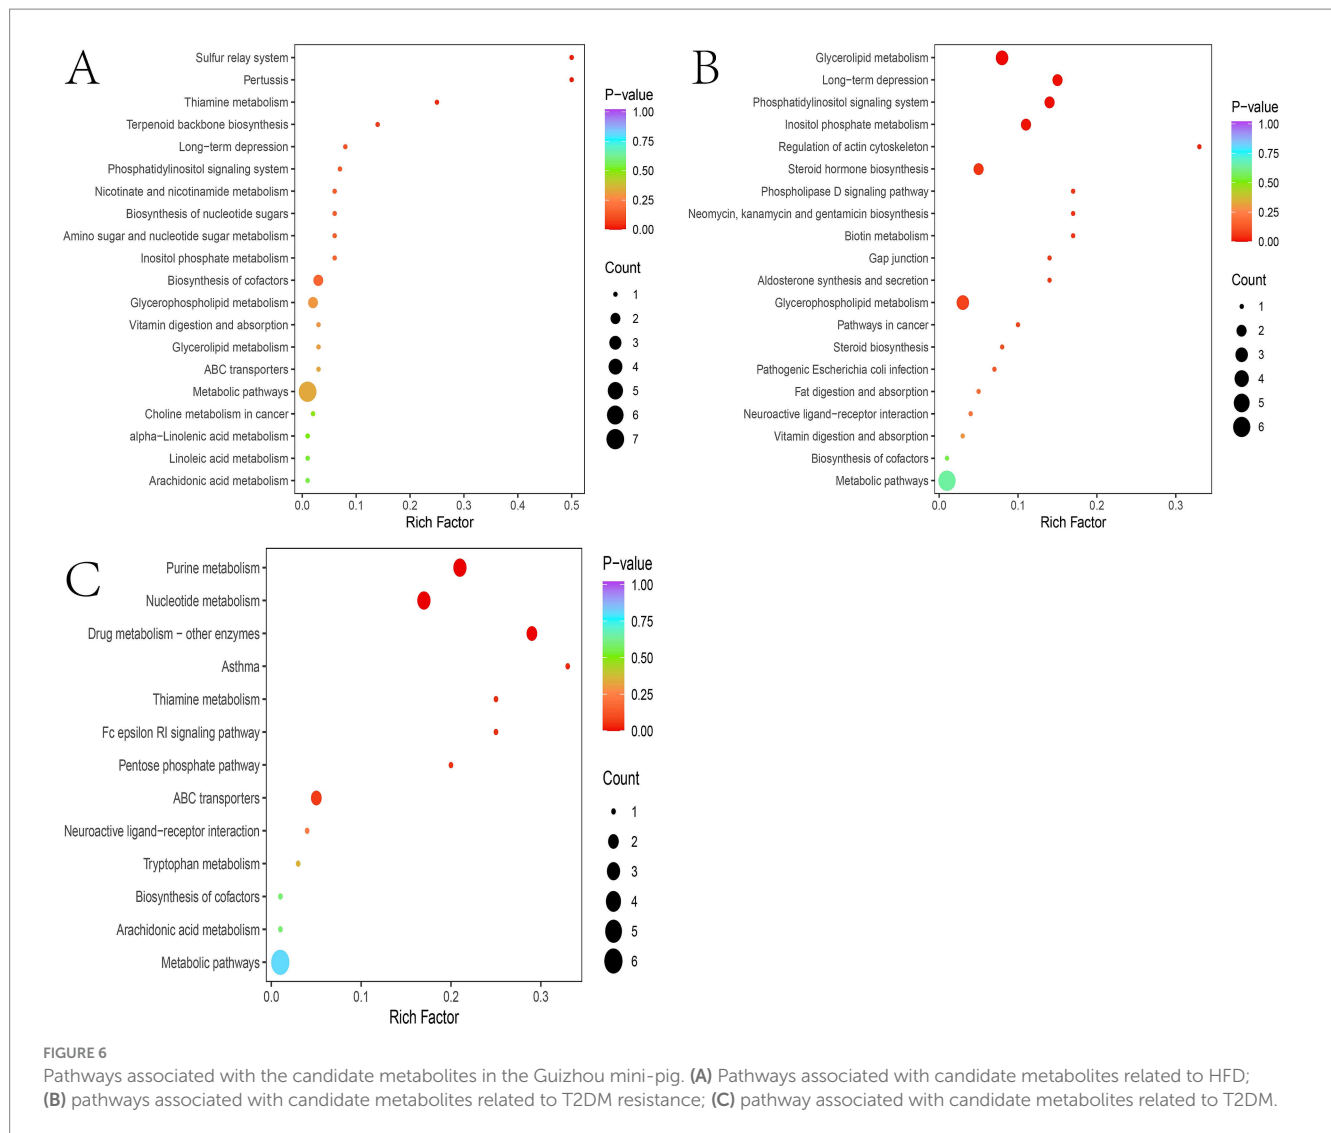 A
Sulfur relay system
Pertussis
Thiamine metabolism
Terpenoid backbone biosynthesis
Long−term depression
Phosphatidylinositol signaling system
Nicotinate and nicotinamide metabolism
Biosynthesis of nucleotide sugars
Amino sugar and nucleotide sugar metabolism
Inositol phosphate metabolism
Biosynthesis of cofactors
Glycerophospholipid metabolism
Vitamin digestion and absorption
Glycerolipid metabolism
ABC transporters
Metabolic pathways
Choline metabolism in cancer
alpha−Linolenic acid metabolism
Linoleic acid metabolism
Arachidonic acid metabolism
0.0 0.1 0.2 0.3 0.4 0.5
Rich Factor
P−value
1.00
0.75
0.50
0.25
0.00
Count
1
2
3
4
5
6
7
B
Glycerolipid metabolism
Long−term depression
Phosphatidylinositol signaling system
Inositol phosphate metabolism
Regulation of actin cytoskeleton
Steroid hormone biosynthesis
Phospholipase D signaling pathway
Neomycin, kanamycin and gentamicin biosynthesis
Biotin metabolism
Gap junction
Aldosterone synthesis and secretion
Glycerophospholipid metabolism
Pathways in cancer
Steroid biosynthesis
Pathogenic Escherichia coli infection
Fat digestion and absorption
Neuroactive ligand−receptor interaction
Vitamin digestion and absorption
Biosynthesis of cofactors
Metabolic pathways
0.0 0.1 0.2 0.3
Rich Factor
P−value
1.00
0.75
0.50
0.25
0.00
Count
1
2
3
4
5
6
C
Purine metabolism
Nucleotide metabolism
Drug metabolism − other enzymes
Asthma
Thiamine metabolism
Fc epsilon RI signaling pathway
Pentose phosphate pathway
ABC transporters
Neuroactive ligand−receptor interaction
Tryptophan metabolism
Biosynthesis of cofactors
Arachidonic acid metabolism
Metabolic pathways
0.0 0.1 0.2 0.3
Rich Factor
P−value
1.00
0.75
0.50
0.25
0.00
Count
1
2
3
4
5
6
FIGURE 6
Pathways associated with the candidate metabolites in the Guizhou mini-pig. (A) Pathways associated with candidate metabolites related to HFD;
(B) pathways associated with candidate metabolites related to T2DM resistance; (C) pathway associated with candidate metabolites related to T2DM.